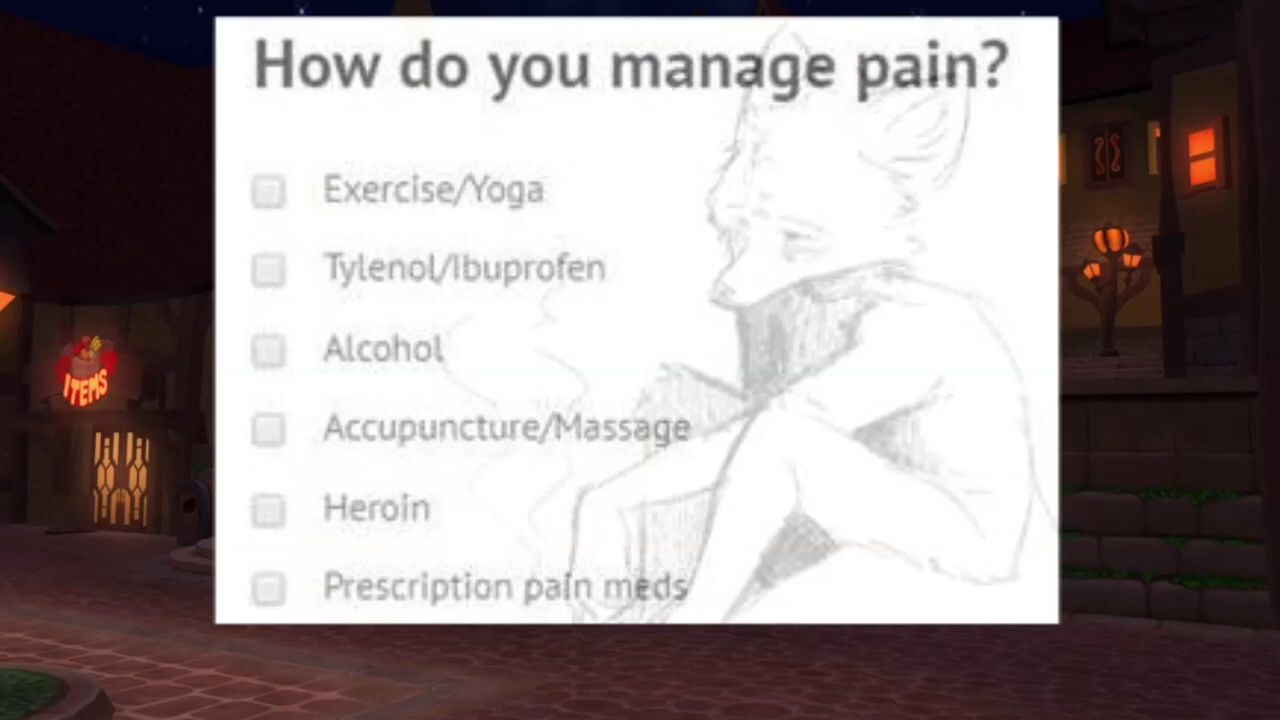 How do you manage pain?
Exercise/Yoga
Tylenol/Ibuprofen
Alcohol
Accupuncture/Massage
Heroin
Prescription pain meds
ITEMS